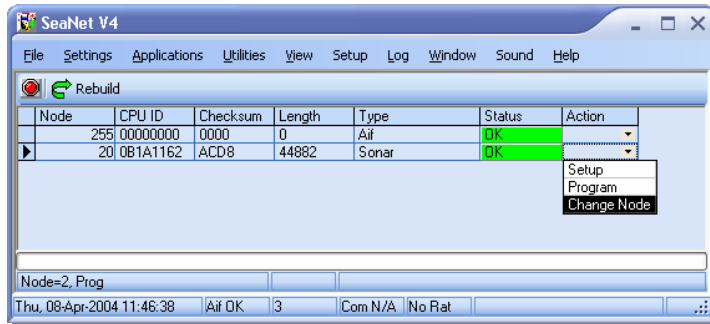 SeaNet V4
File Settings Applications Utilities View Setup Log Window Sound Help
Rebuild
Node CPU ID Checksum Length Type Status Action
255 00000000 0000 0 Aif OK
20 0B1A1162 ACD8 44882 Sonar OK
Setup
Program
Change Node
Node=2, Prog
Thu, 08-Apr-2004 11:46:38 Aif OK 3 Com N/A No Rat